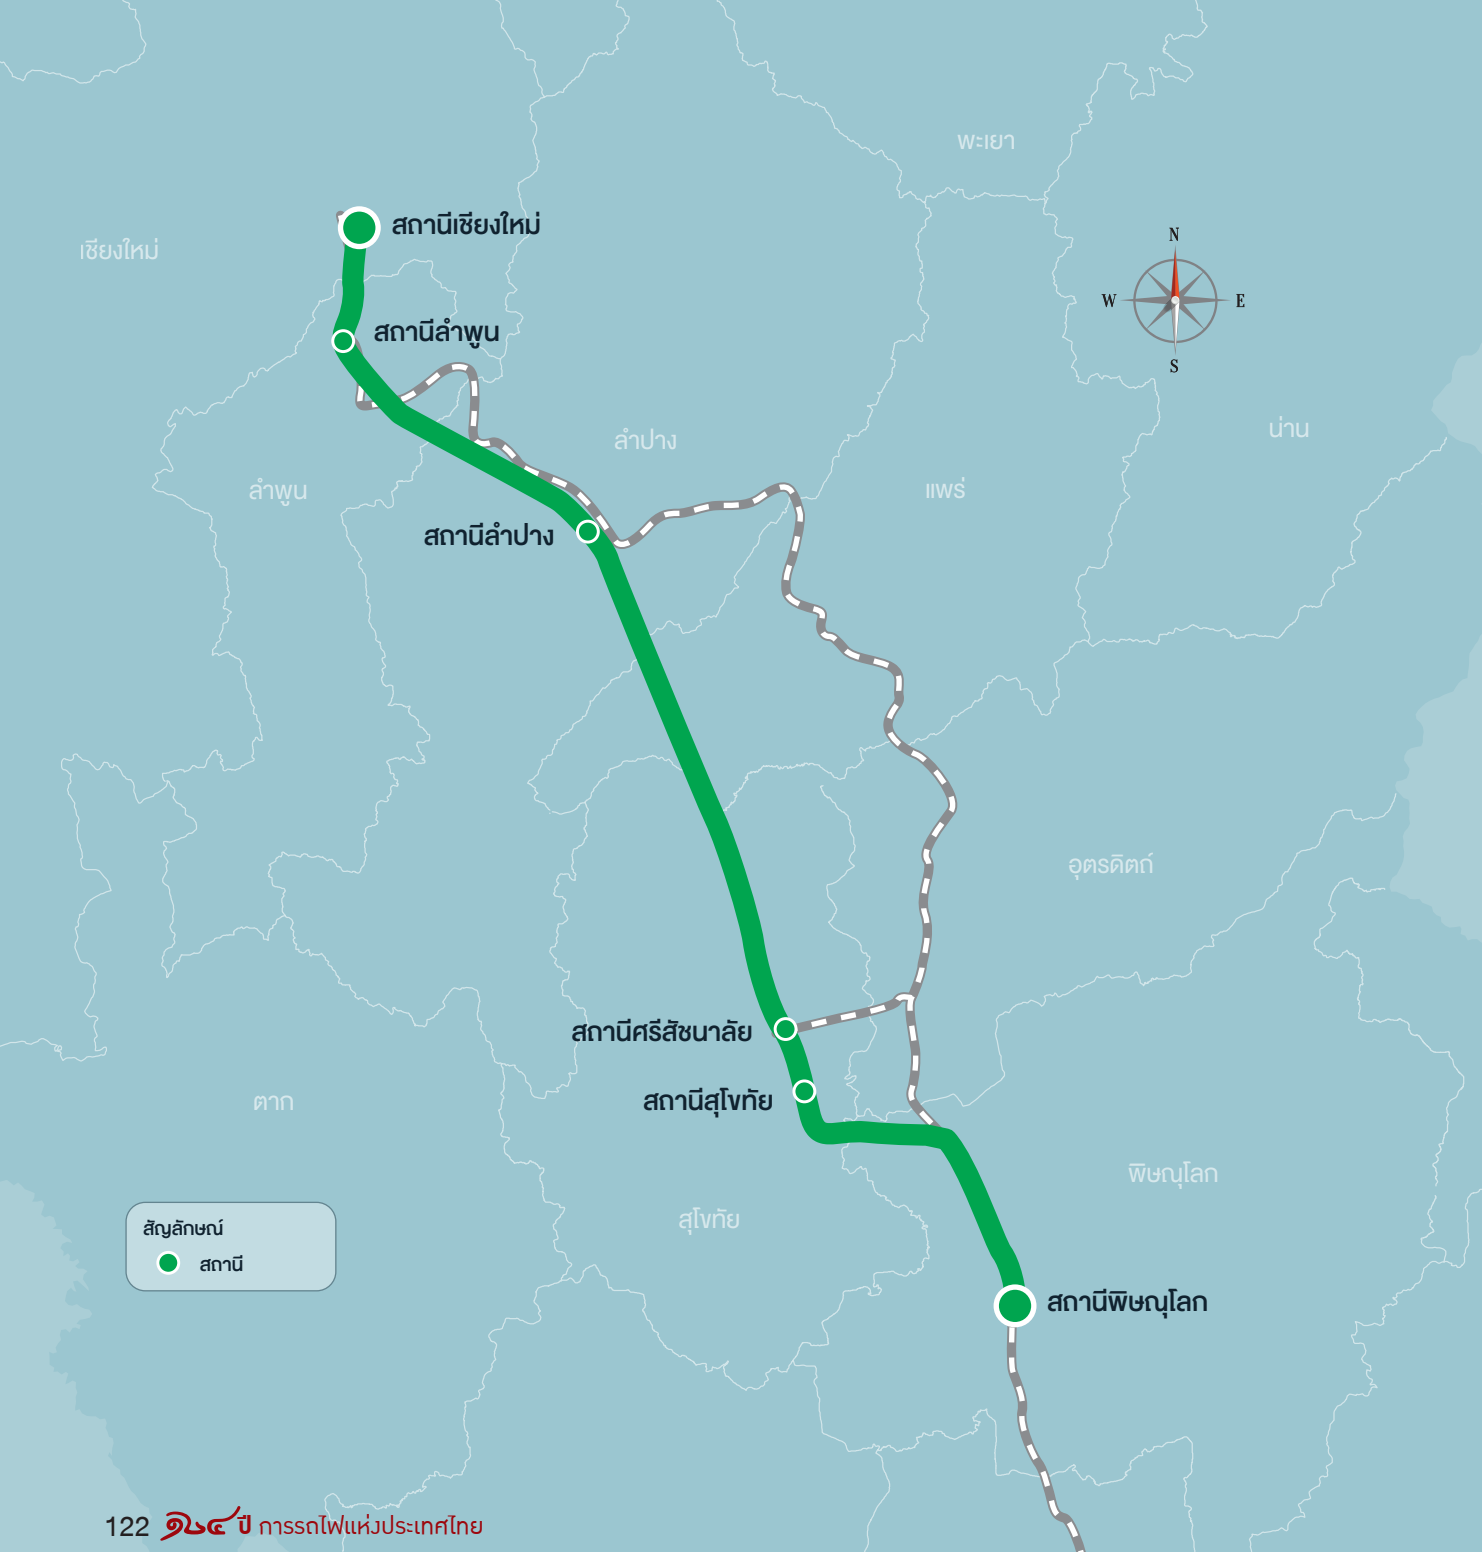 พะเยา
เชียงใหม่
สถานีเชียงใหม่
N
W
E
S
สถานีลำพูน
ลำปาง
น่าน
ลำพูน
แพร่
สถานีลำปาง
อุตรดิตถ์
สถานีศรีสัชนาลัย
สถานีสุโขทัย
ตาก
พิษณุโลก
สุโขทัย
สัญลักษณ์
สถานี
สถานีพิษณุโลก
122 ๑๒๔ ปี การรถไฟแห่งประเทศไทย